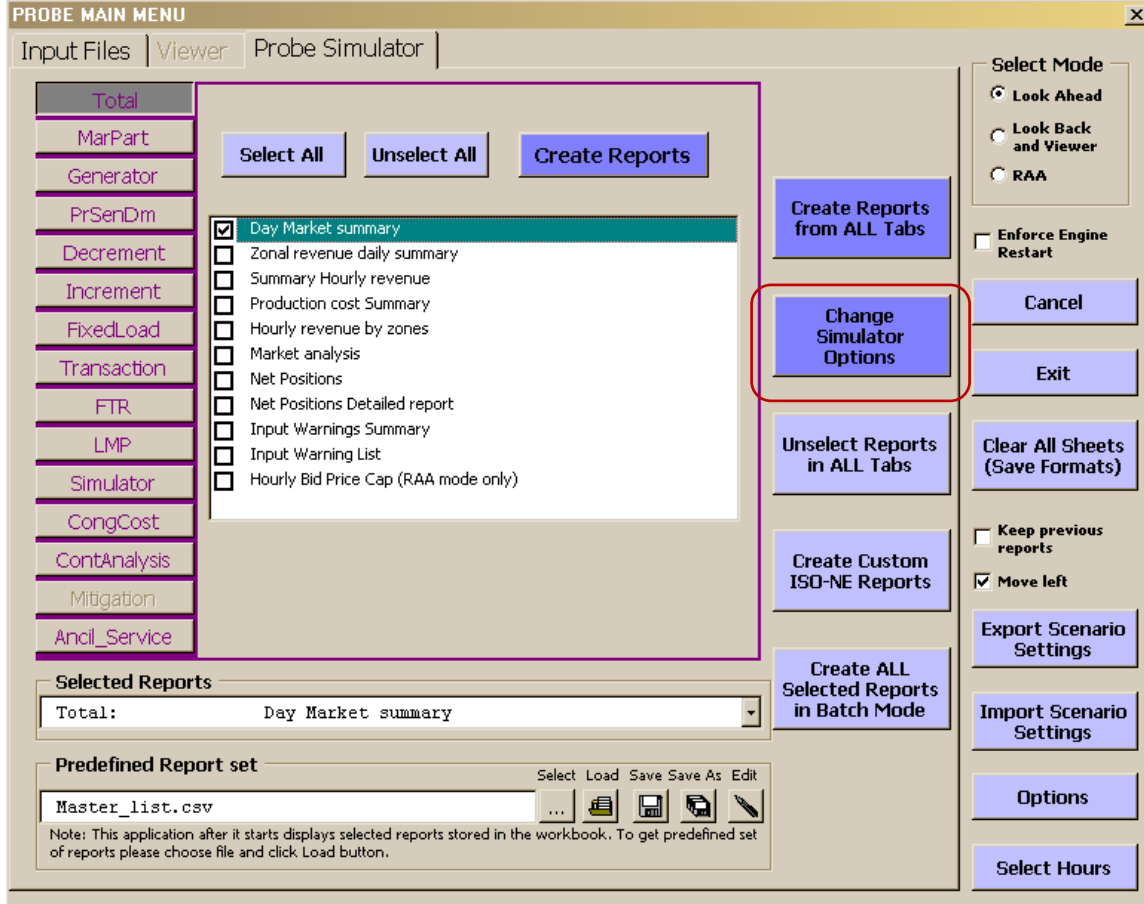 PROBE MAIN MENU
Input Files
Viewer
Probe Simulator
Total
MarPart
Generator
PrSenDm
Decrement
Increment
FixedLoad
Transaction
FTR
LMP
Simulator
CongCost
ContAnalysis
Mitigation
Ancil_Service
Select All
Unselect All
Create Reports
Day Market summary
Zonal revenue daily summary
Summary Hourly revenue
Production cost Summary
Hourly revenue by zones
Market analysis
Net Positions
Net Positions Detailed report
Input Warnings Summary
Input Warning List
Hourly Bid Price Cap (RAA mode only)
Create Reports
from ALL Tabs
Change
Simulator
Options
Unselect Reports
in ALL Tabs
Create Custom
ISO-NE Reports
Create ALL
Selected Reports
in Batch Mode
Selected Reports
Total: Day Market summary
Predefined Report set
Select Load Save Save As Edit
Master_list.csv
...
Note: This application after it starts displays selected reports stored in the workbook. To get predefined set
of reports please choose file and click Load button.
Select Mode
Look Ahead
Look Back
and Viewer
RAA
Enforce Engine
Restart
Cancel
Exit
Clear All Sheets
(Save Formats)
Keep previous
reports
Move left
Export Scenario
Settings
Import Scenario
Settings
Options
Select Hours